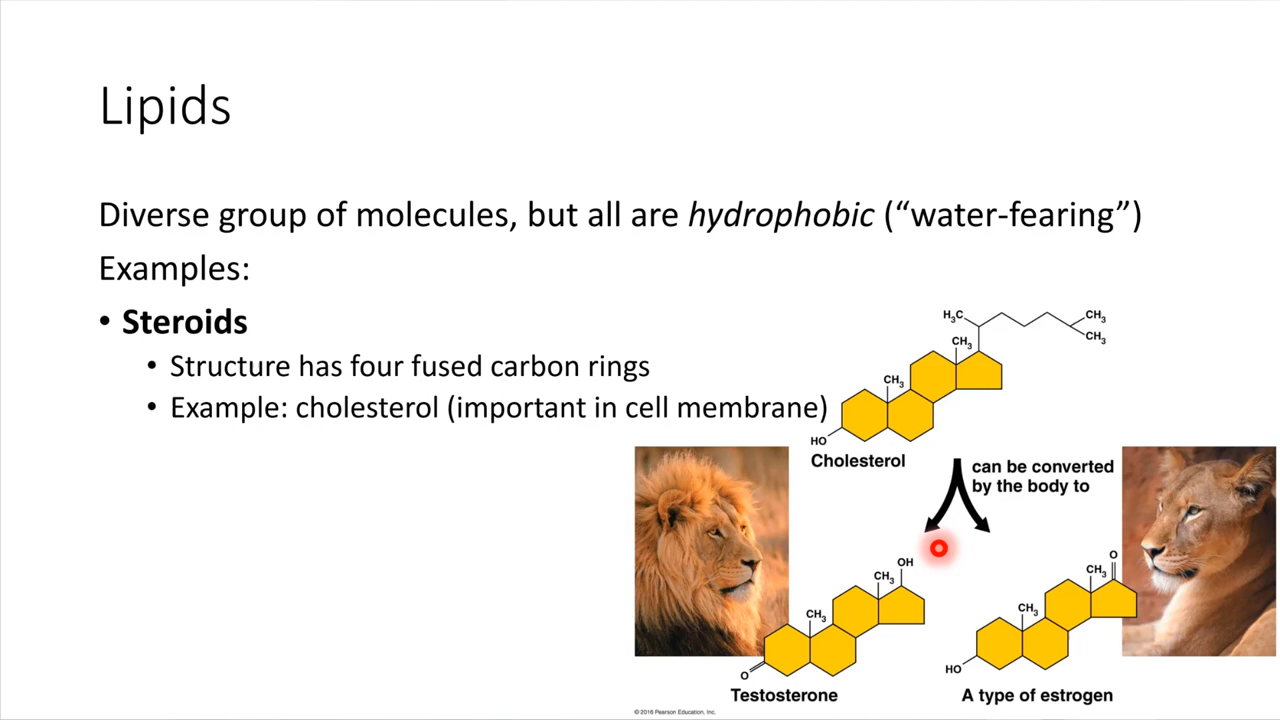 Lipids
Diverse group of molecules, but all are hydrophobic (“water-fearing”)
Examples:
• Steroids
• Structure has four fused carbon rings
• Example: cholesterol (important in cell membrane)
H₃C
CH₃
CH₃
CH₃
CH₃
HO
Cholesterol
can be converted
by the body to
OH
CH₃
CH₃
O
Testosterone
O
CH₃
CH₃
HO
A type of estrogen
© 2016 Pearson Education, Inc.